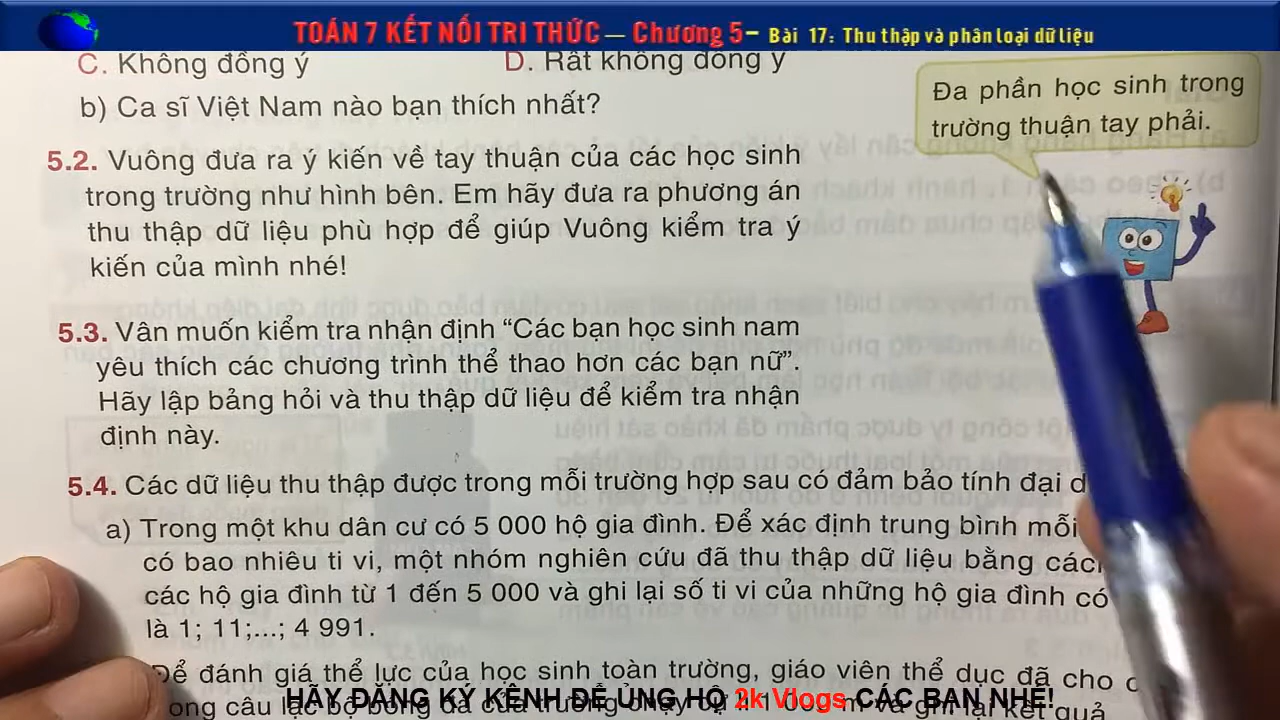 TOÁN 7 KẾT NỐI TRI THỨC – Chương 5– Bài 17: Thu thập và phân loại dữ liệu
C. Không đồng ý D. Rất không đồng ý
b) Ca sĩ Việt Nam nào bạn thích nhất?
Đa phần học sinh trong
trường thuận tay phải.
5.2. Vuông đưa ra ý kiến về tay thuận của các học sinh
trong trường như hình bên. Em hãy đưa ra phương án
thu thập dữ liệu phù hợp để giúp Vuông kiểm tra ý
kiến của mình nhé!
5.3. Vân muốn kiểm tra nhận định “Các bạn học sinh nam
yêu thích các chương trình thể thao hơn các bạn nữ”.
Hãy lập bảng hỏi và thu thập dữ liệu để kiểm tra nhận
định này.
5.4. Các dữ liệu thu thập được trong mỗi trường hợp sau có đảm bảo tính đại
a) Trong một khu dân cư có 5 000 hộ gia đình. Để xác định trung bình mỗi
có bao nhiêu ti vi, một nhóm nghiên cứu đã thu thập dữ liệu bằng
các hộ gia đình từ 1 đến 5 000 và ghi lại số ti vi của những hộ gia đình có
là 1; 11;...; 4 991.
Để đánh giá thể lực của học sinh toàn trường, giáo viên thể dục đã cho
câu lạc bộ bóng đá của trường chạy cự li
HÃY ĐĂNG KÝ KÊNH ĐỂ ỦNG HỘ 2k Vlogs CÁC BẠN NHÉ!